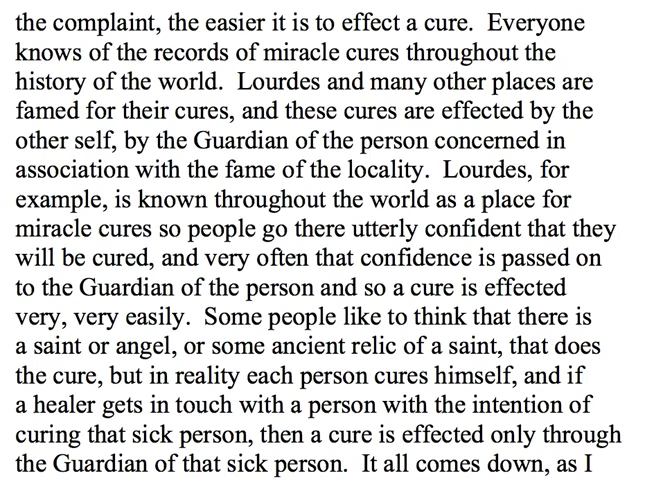 the complaint, the easier it is to effect a cure.  Everyone
knows of the records of miracle cures throughout the
history of the world.  Lourdes and many other places are
famed for their cures, and these cures are effected by the
other self, by the Guardian of the person concerned in
association with the fame of the locality.  Lourdes, for
example, is known throughout the world as a place for
miracle cures so people go there utterly confident that they
will be cured, and very often that confidence is passed on
to the Guardian of the person and so a cure is effected
very, very easily.  Some people like to think that there is
a saint or angel, or some ancient relic of a saint, that does
the cure, but in reality each person cures himself, and if
a healer gets in touch with a person with the intention of
curing that sick person, then a cure is effected only through
the Guardian of that sick person.  It all comes down, as I